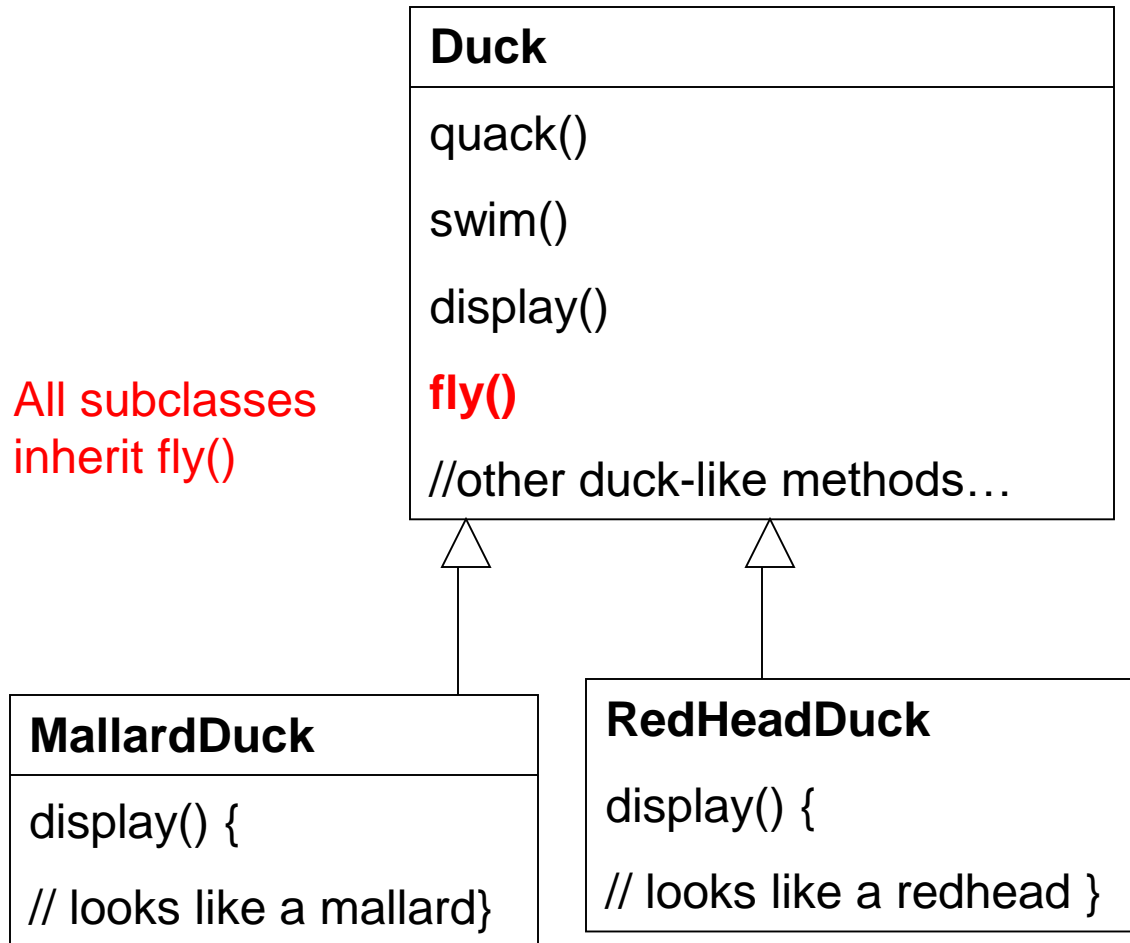 Duck
quack()
swim()
display()
fly()
//other duck-like methods…
All subclasses
inherit fly()
MallardDuck
display() {
// looks like a mallard}
RedHeadDuck
display() {
// looks like a redhead }